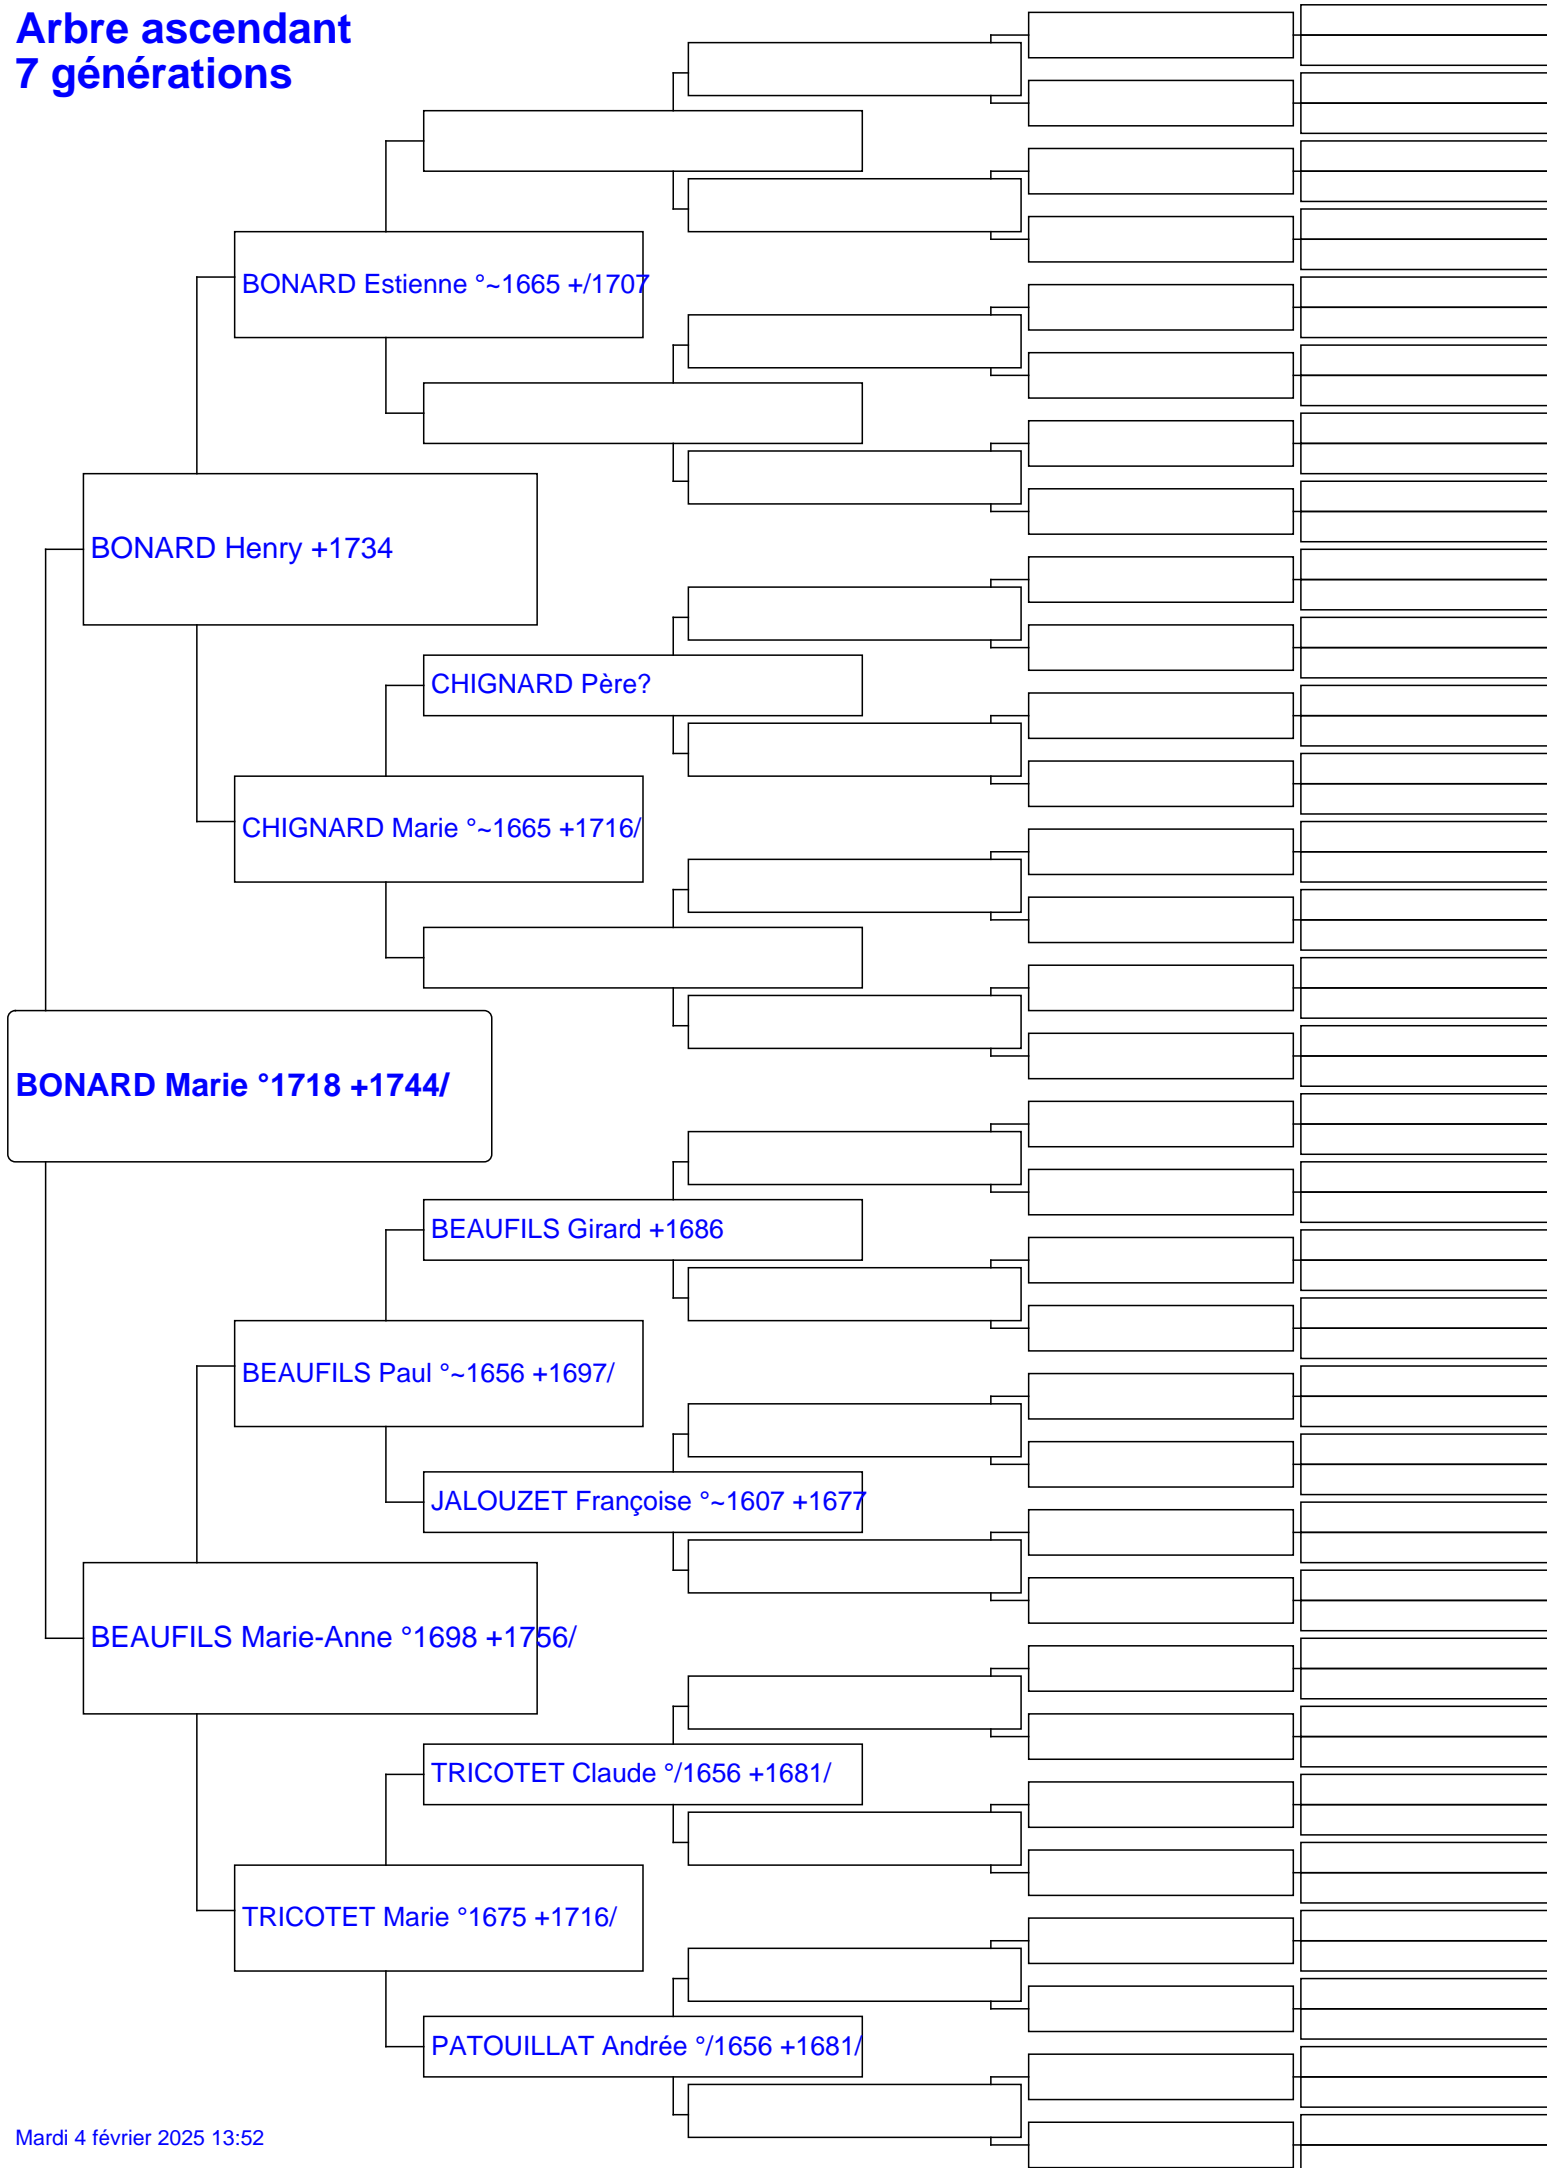 Arbre ascendant
7 générations
BONARD Estienne °~1665 +/1707
BONARD Henry +1734
CHIGNARD Père?
CHIGNARD Marie °~1665 +1716/
BONARD Marie °1718 +1744/
BEAUFILS Girard +1686
BEAUFILS Paul °~1656 +1697/
JALOUZET Françoise °~1607 +1677
BEAUFILS Marie-Anne °1698 +1756/
TRICOTET Claude °/1656 +1681/
TRICOTET Marie °1675 +1716/
PATOUILLAT Andrée °/1656 +1681/
Mardi 4 février 2025 13:52